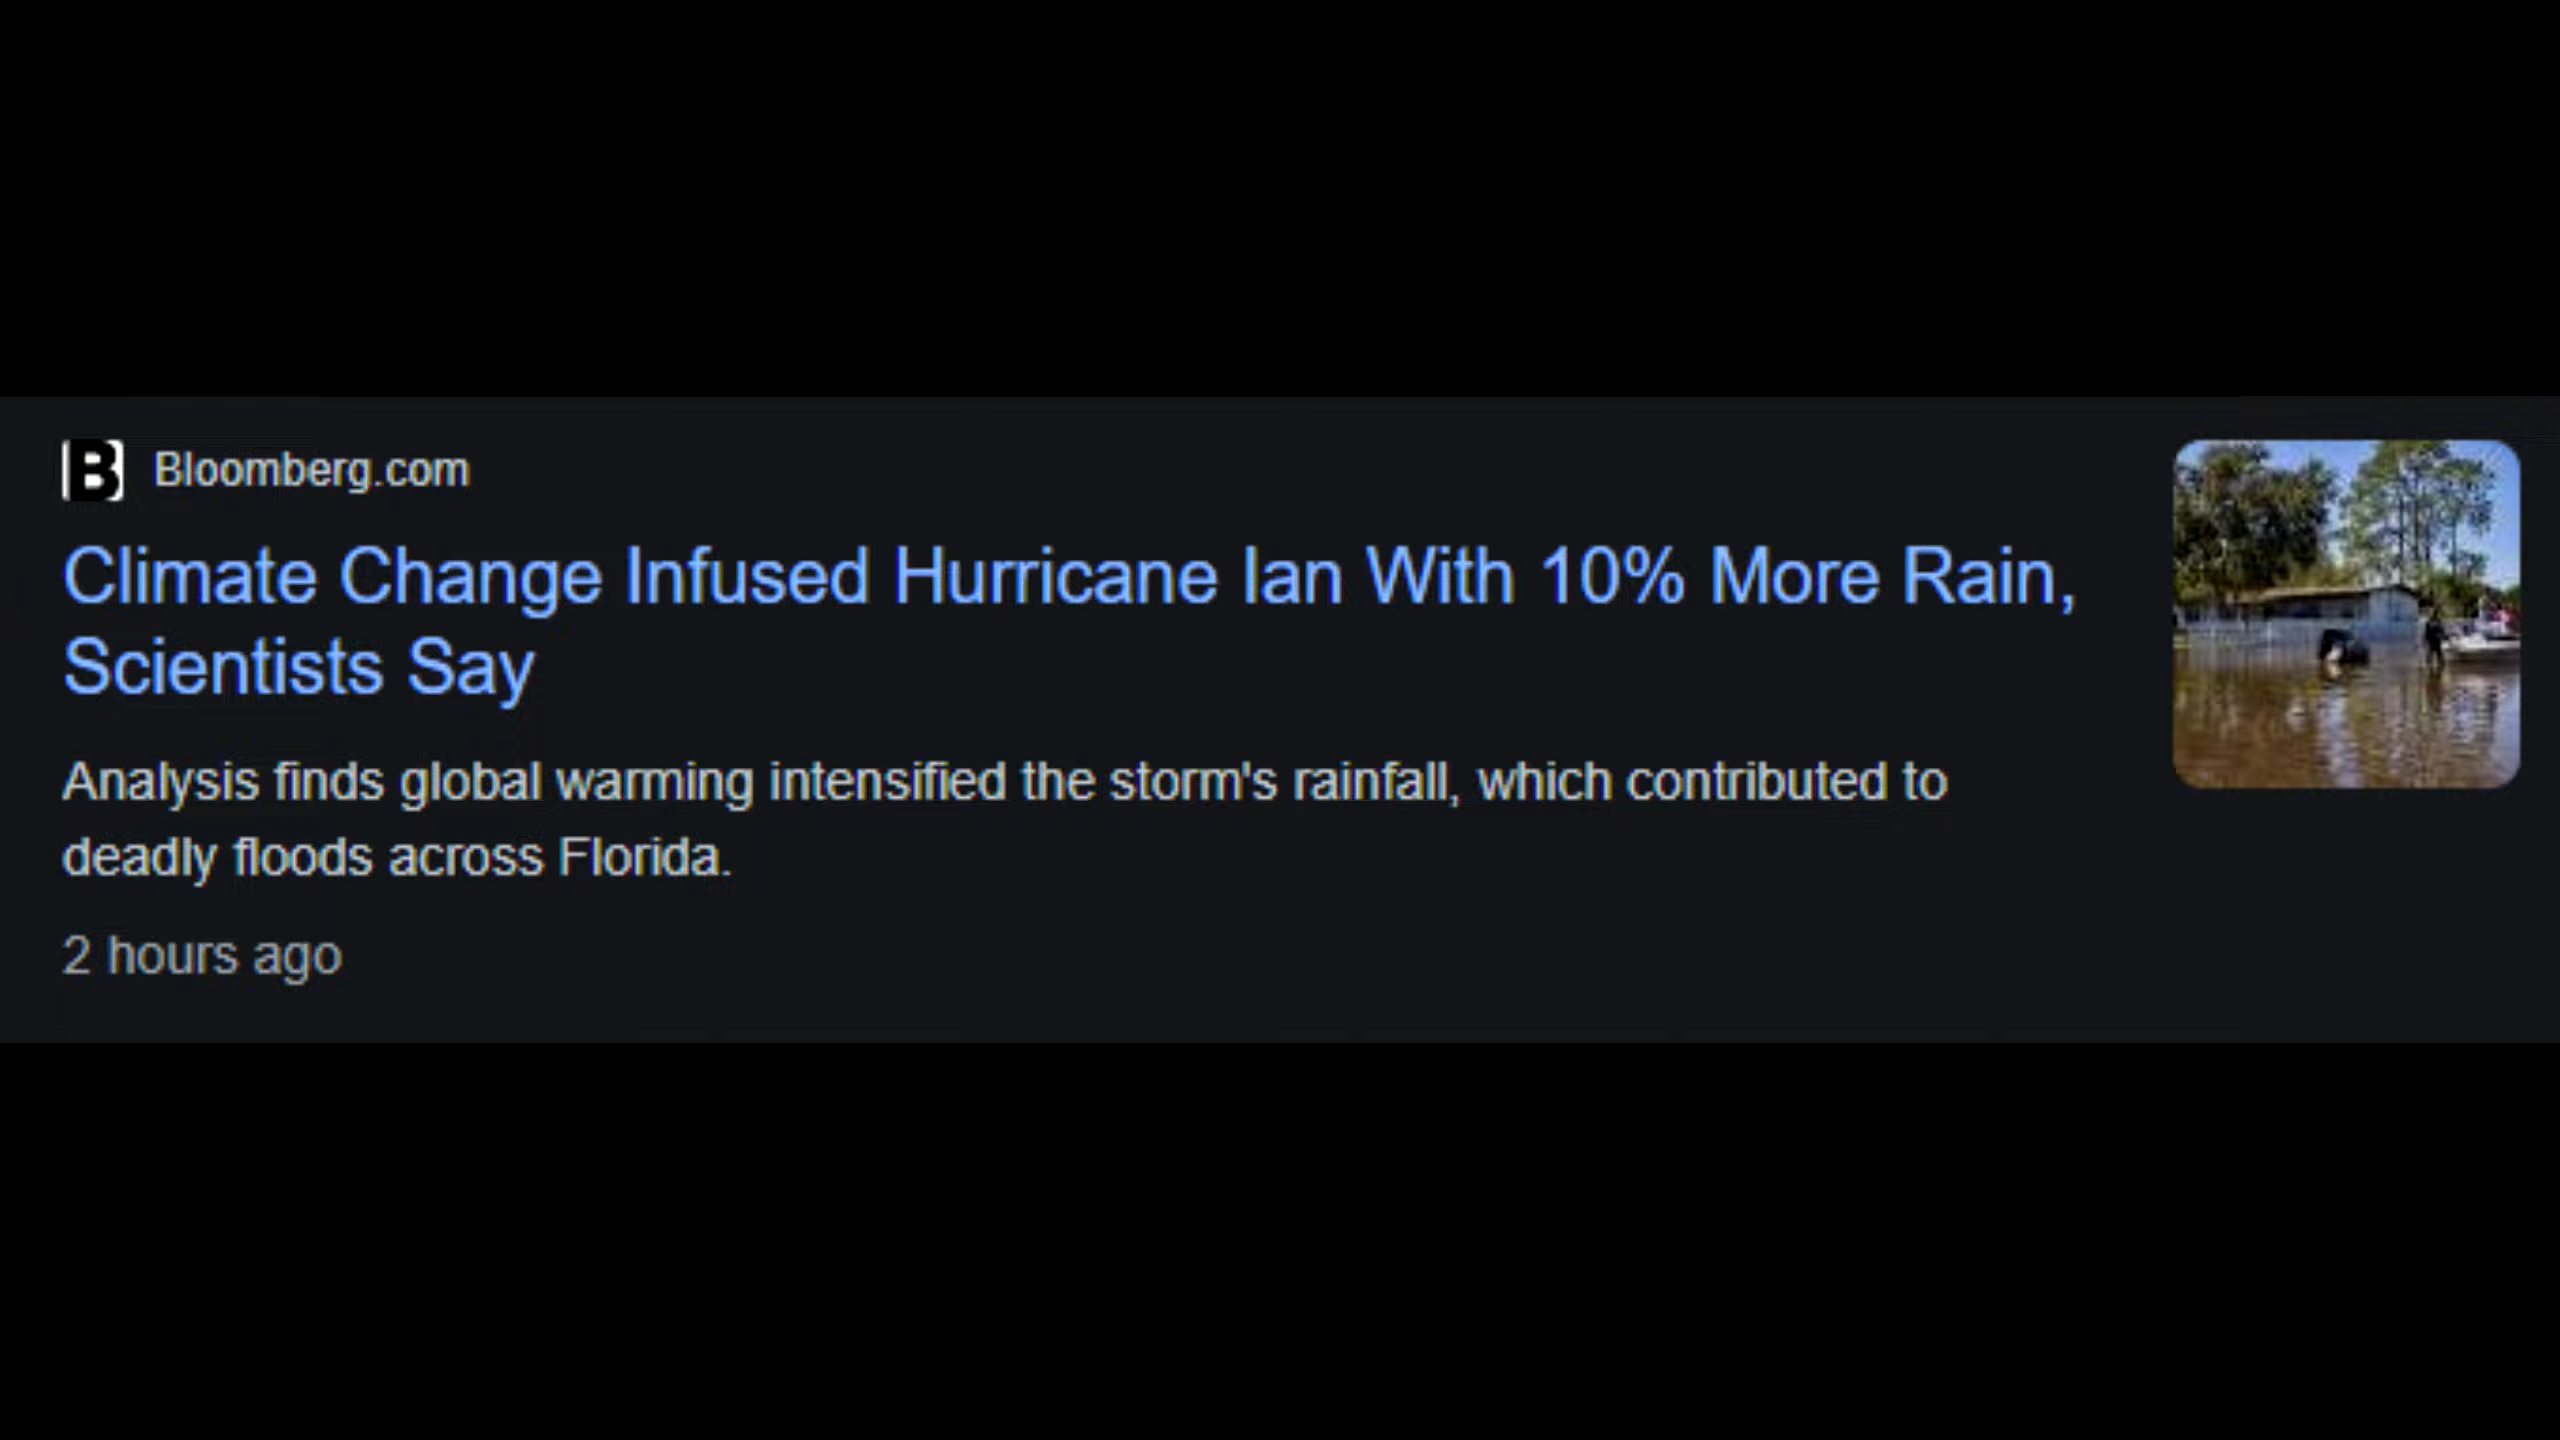 B Bloomberg.com
Climate Change Infused Hurricane Ian With 10% More Rain,
Scientists Say
Analysis finds global warming intensified the storm's rainfall, which contributed to
deadly floods across Florida.
2 hours ago